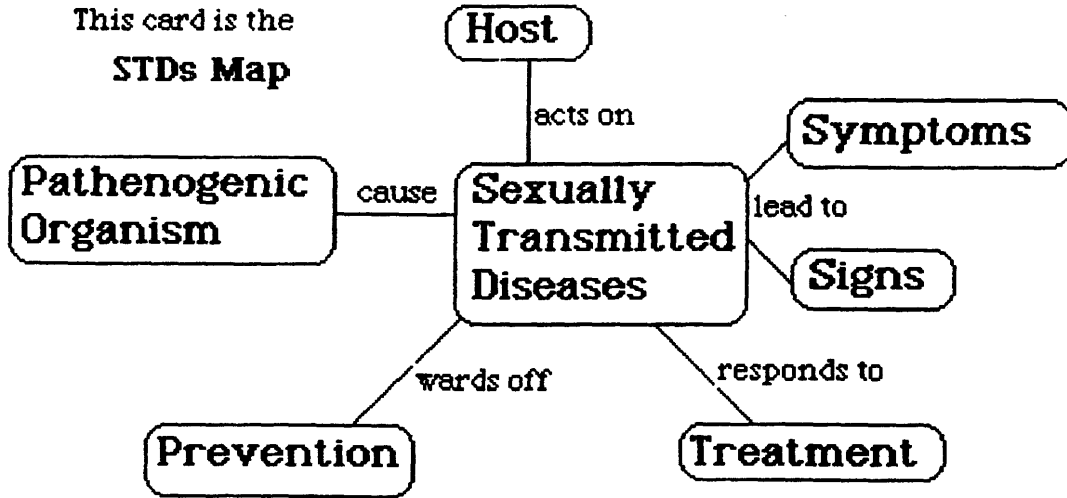 This card is the
STDs Map
Host
acts on
Symptoms
Pathenogenic
Organism
cause
Sexually
Transmitted
Diseases
lead to
Signs
wards off
responds to
Prevention
Treatment